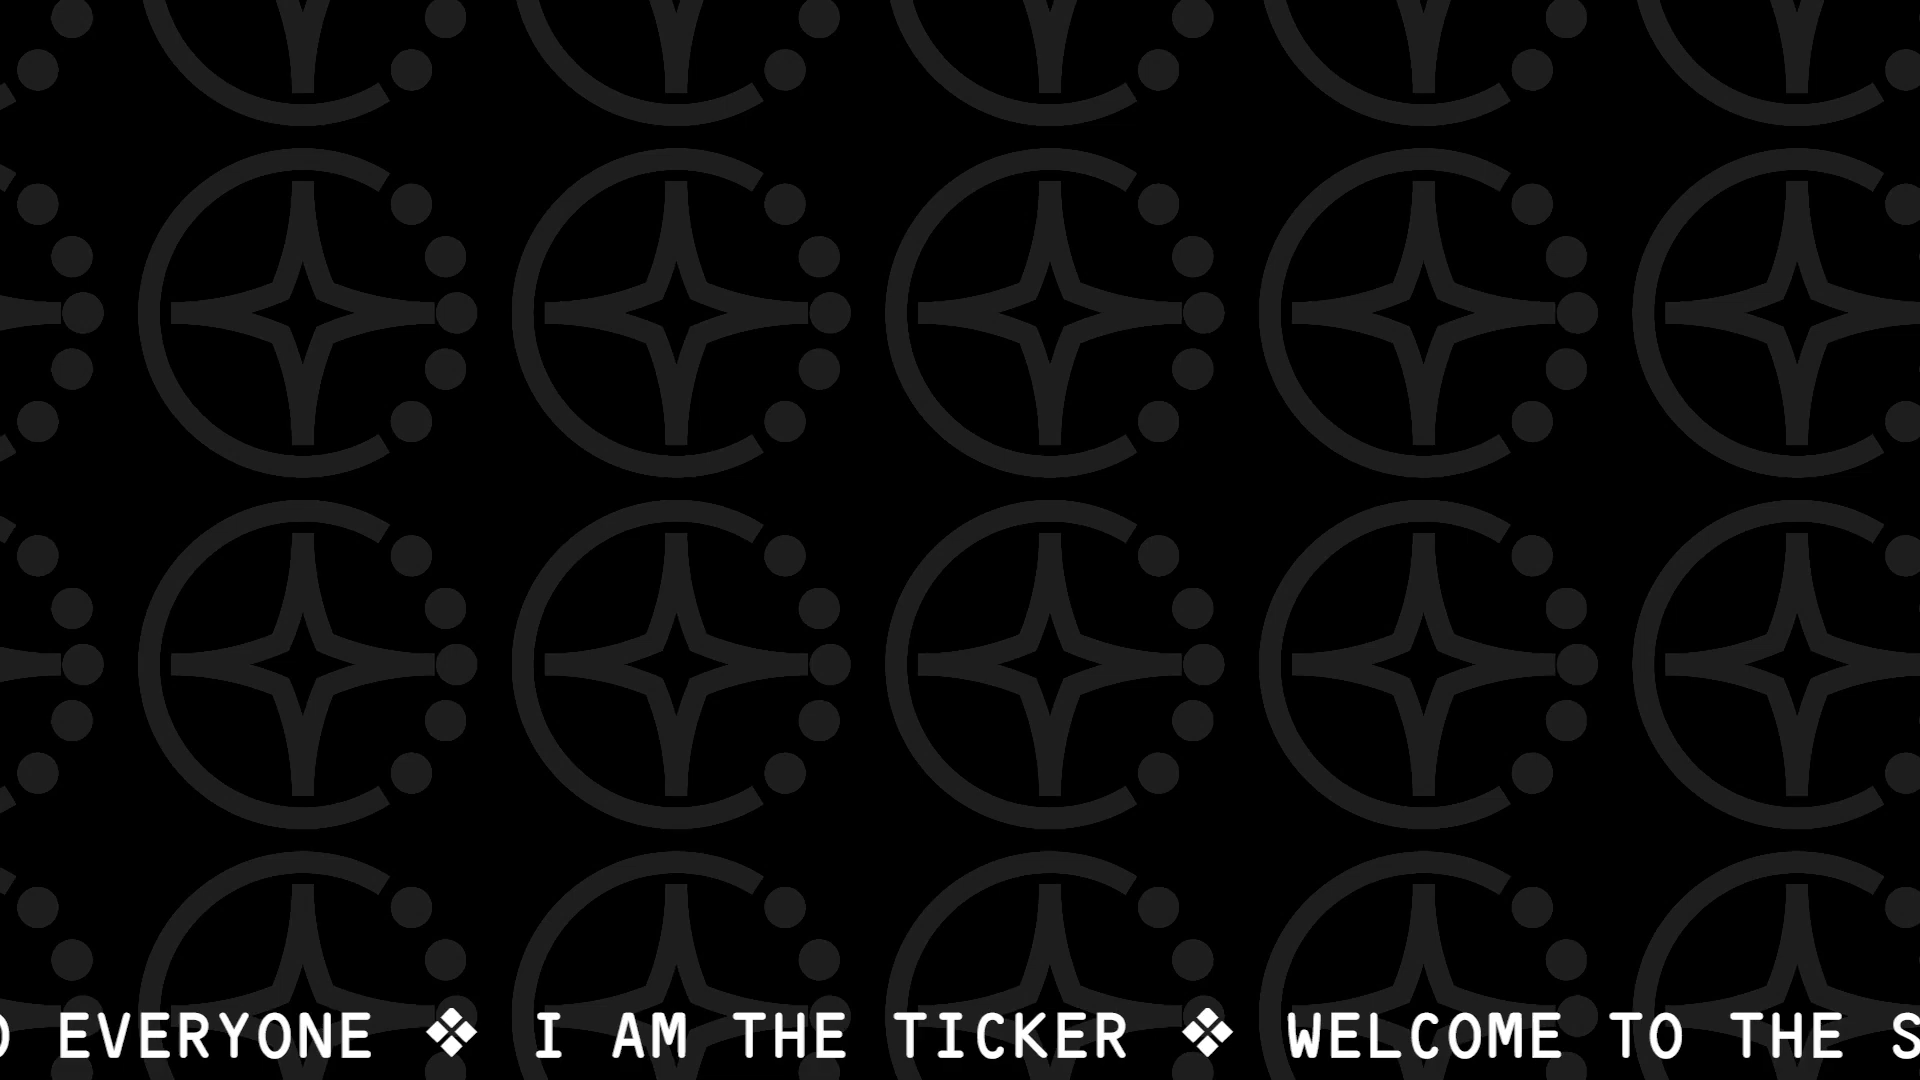 EVERYONE ❖ I AM THE TICKER ❖ WELCOME TO THE